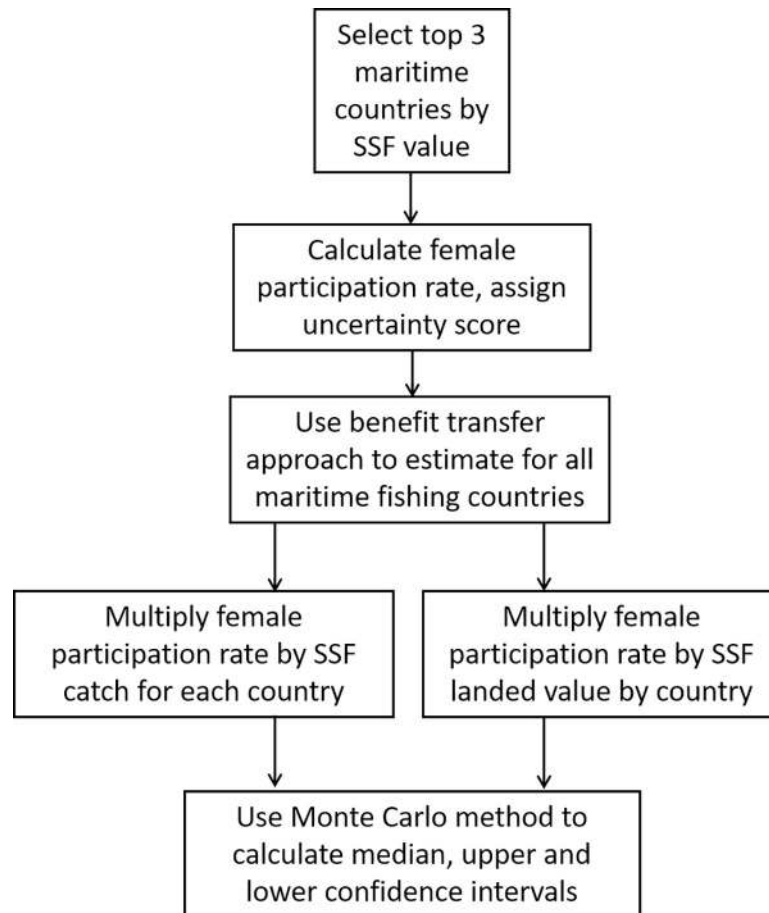 Select top 3
maritime
countries by
SSF value
Calculate female
participation rate, assign
uncertainty score
Use benefit transfer
approach to estimate for all
maritime fishing countries
Multiply female
participation rate by SSF
catch for each country
Multiply female
participation rate by SSF
landed value by country
Use Monte Carlo method to
calculate median, upper and
lower confidence intervals